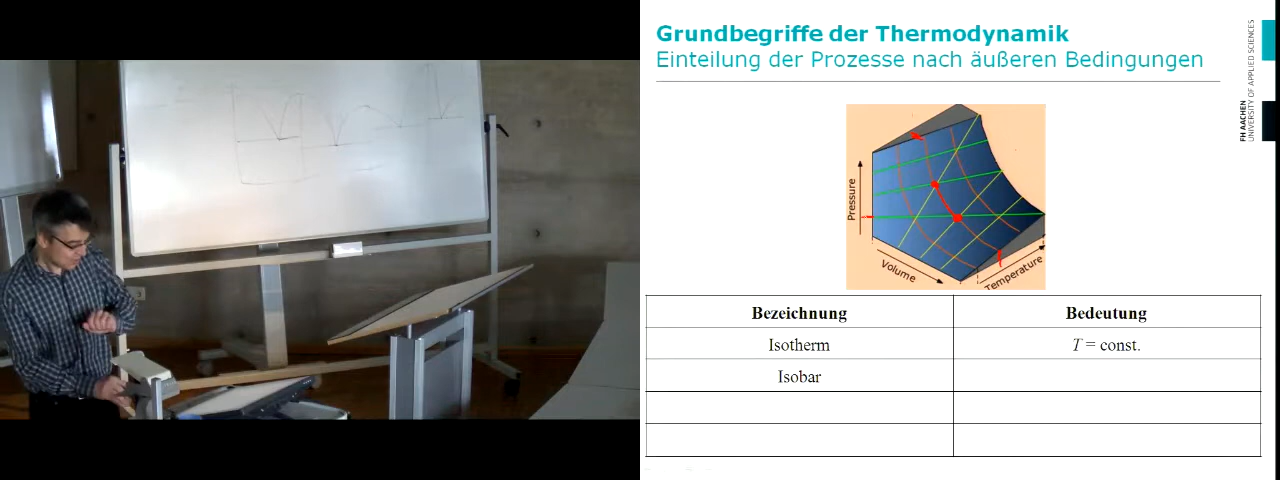 Grundbegriffe der Thermodynamik
Einteilung der Prozesse nach äußeren Bedingungen
FH AACHEN
UNIVERSITY OF APPLIED SCIENCES
Pressure
Volume
Temperature
Bezeichnung Bedeutung
Isotherm T = const.
Isobar